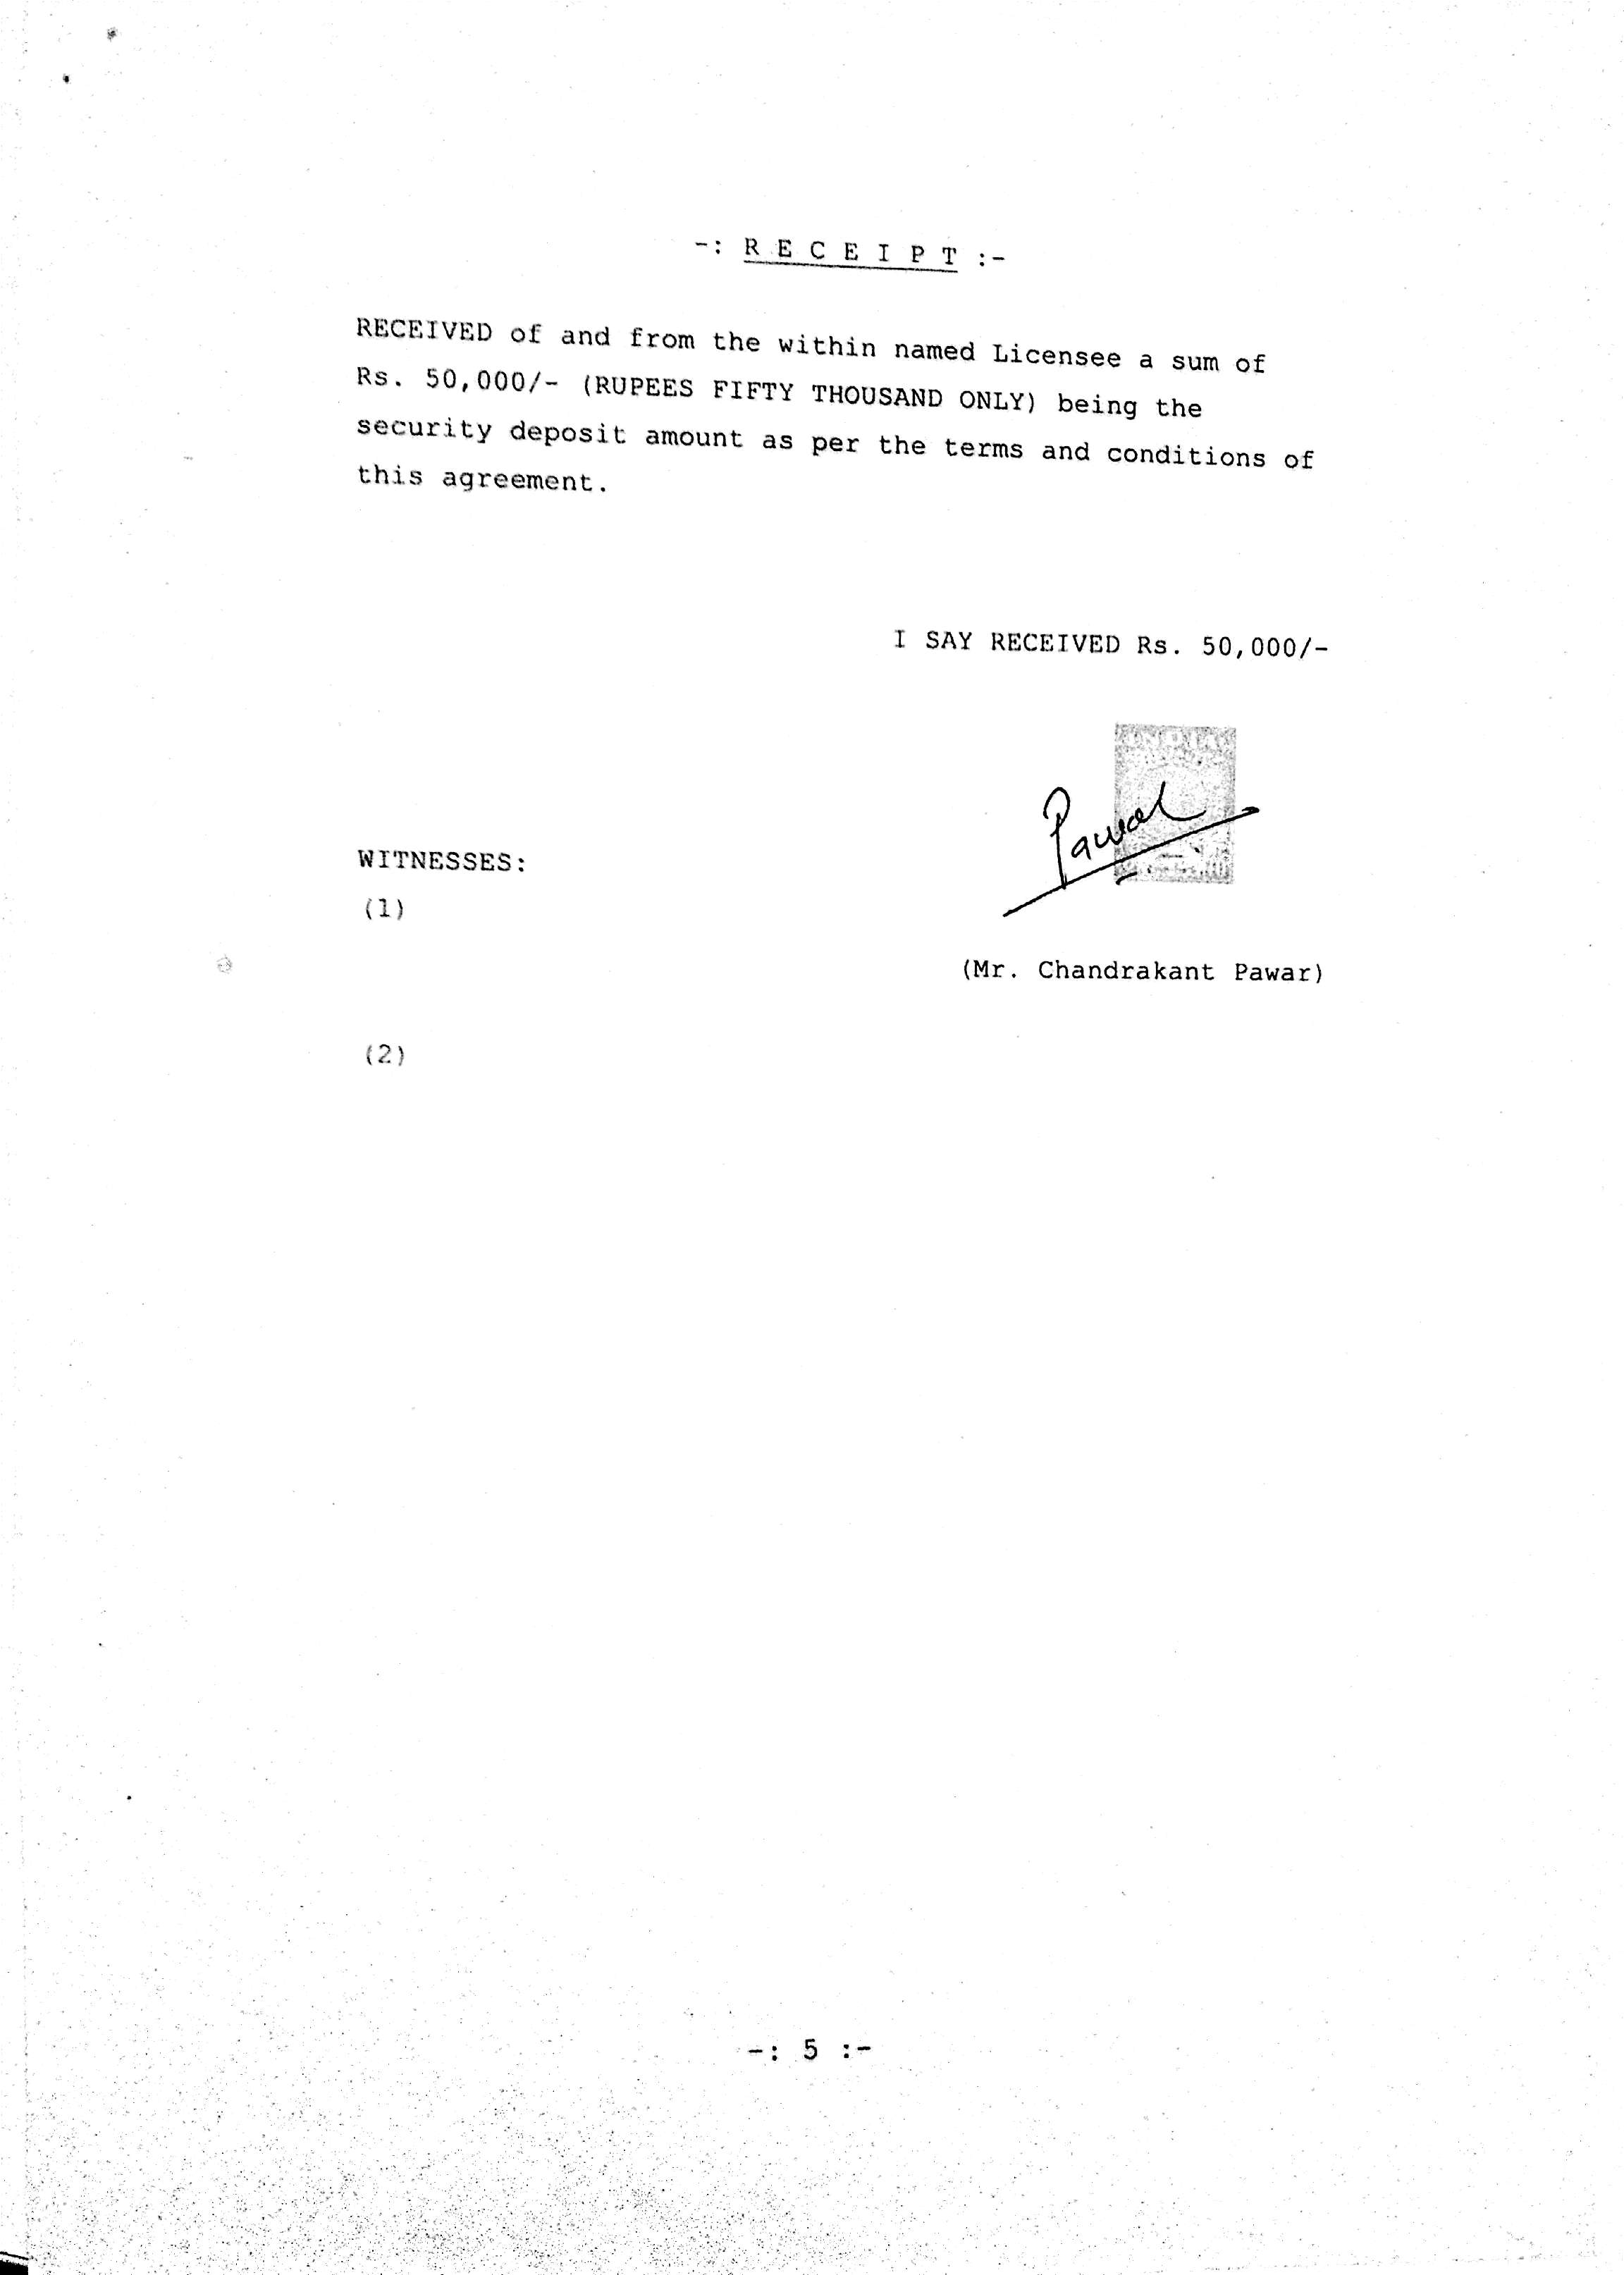 -: R E C E I P T :-
RECEIVED of and from the within named Licensee a sum of
Rs. 50,000/- (RUPEES FIFTY THOUSAND ONLY) being the
security deposit amount as per the terms and conditions of
this agreement.
I SAY RECEIVED Rs. 50,000/-
INDIA
Pawar
WITNESSES:
(1)
(Mr. Chandrakant Pawar)
(2)
-: 5 :-